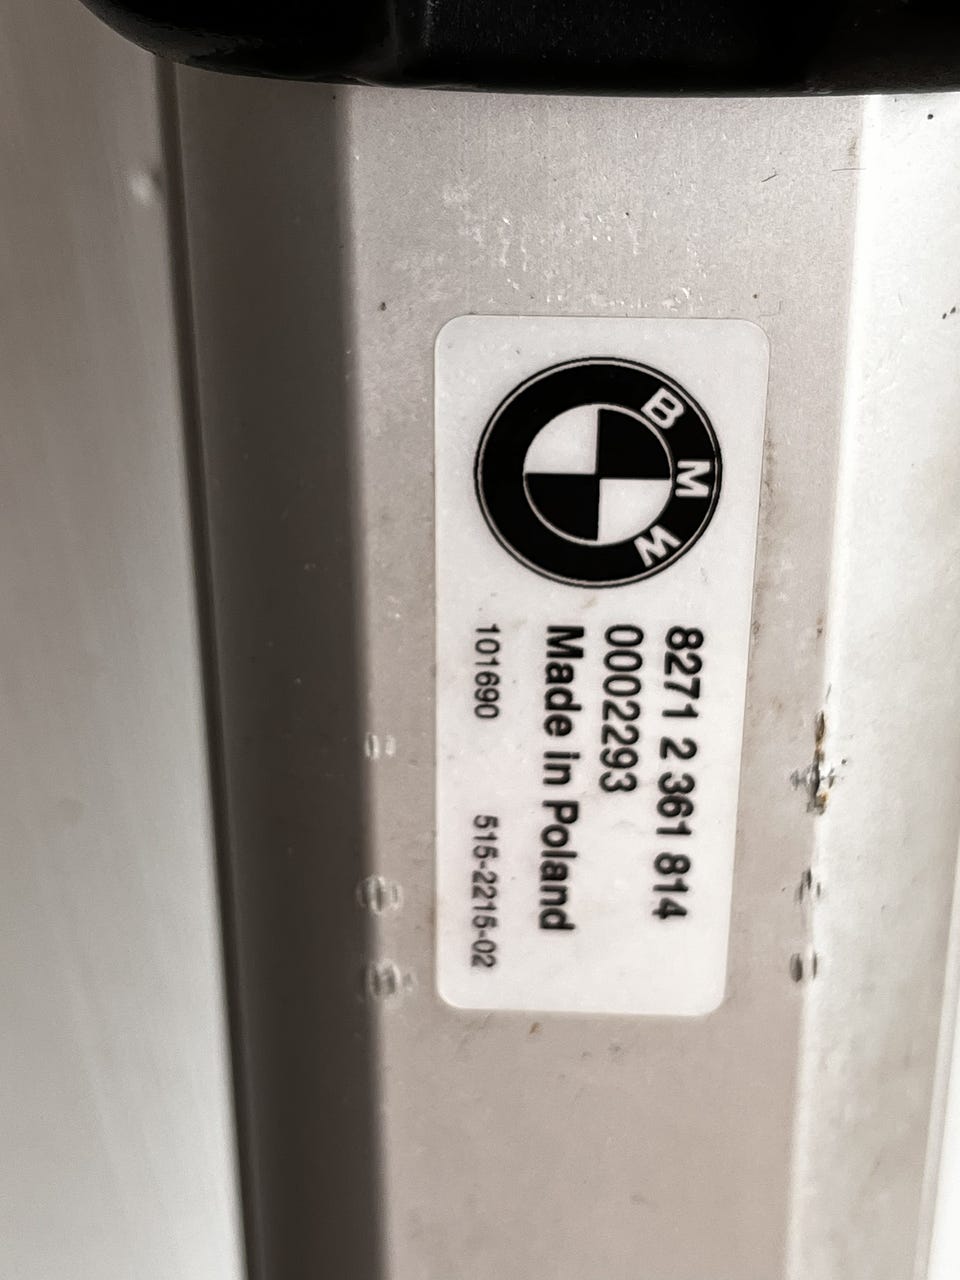 BMW
8271 2 361 814
0002293
Made in Poland
101690 515-2215-02